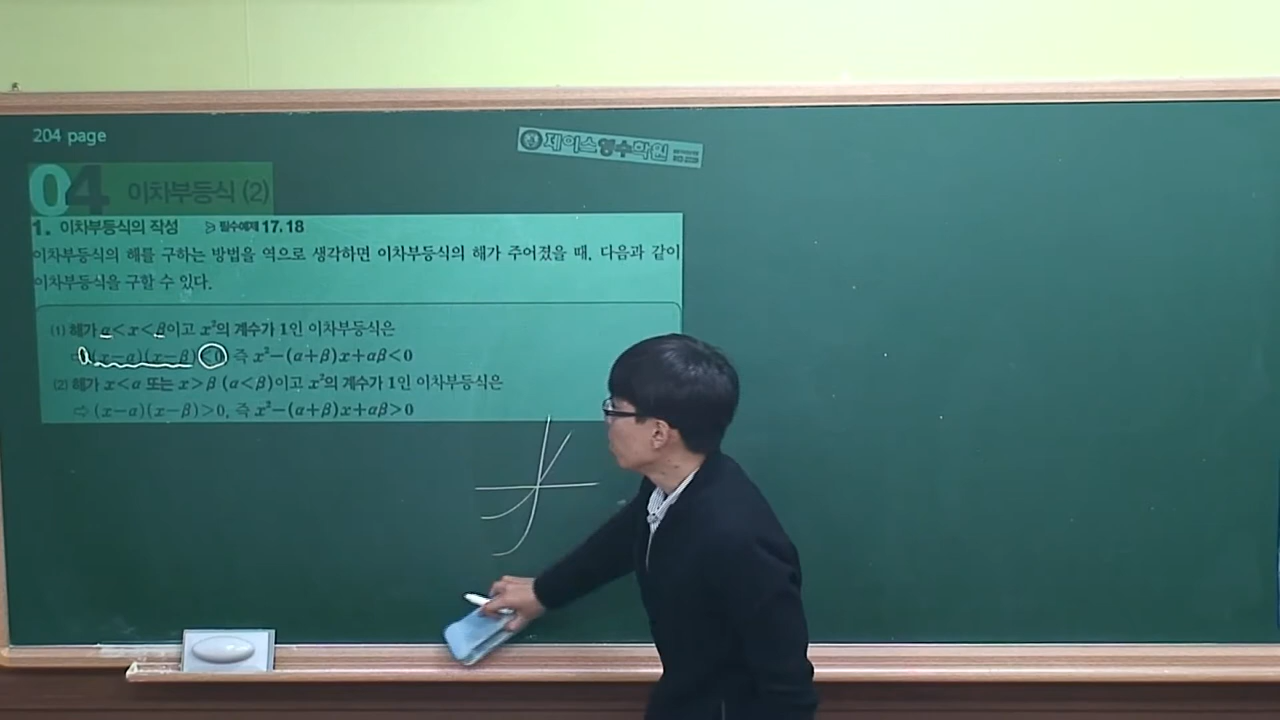 204 page
제이스영수학원
04 이차부등식 (2)
1. 이차부등식의 작성 ▷ 필수예제 17, 18
이차부등식의 해를 구하는 방법을 역으로 생각하면 이차부등식의 해가 주어졌을 때, 다음과 같이
이차부등식을 구할 수 있다.
(1) 해가 α<x<β이고 x²의 계수가 1인 이차부등식은
⇨ (x−α)(x−β)<0, 즉 x²−(α+β)x+αβ<0
(2) 해가 x<α 또는 x>β (α<β)이고 x²의 계수가 1인 이차부등식은
⇨ (x−α)(x−β)>0, 즉 x²−(α+β)x+αβ>0